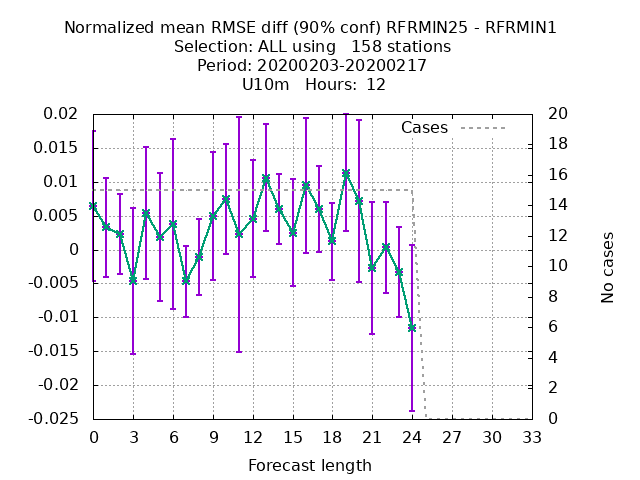 Normalized mean RMSE diff (90% conf) RFRMIN25 - RFRMIN1
Selection: ALL using   158 stations
Period: 20200203-20200217
U10m   Hours:  12
Cases
0.02
0.015
0.01
0.005
0
-0.005
-0.01
-0.015
-0.02
-0.025
20
18
16
14
12
10
8
6
4
2
0
No cases
0 3 6 9 12 15 18 21 24 27 30 33
Forecast length